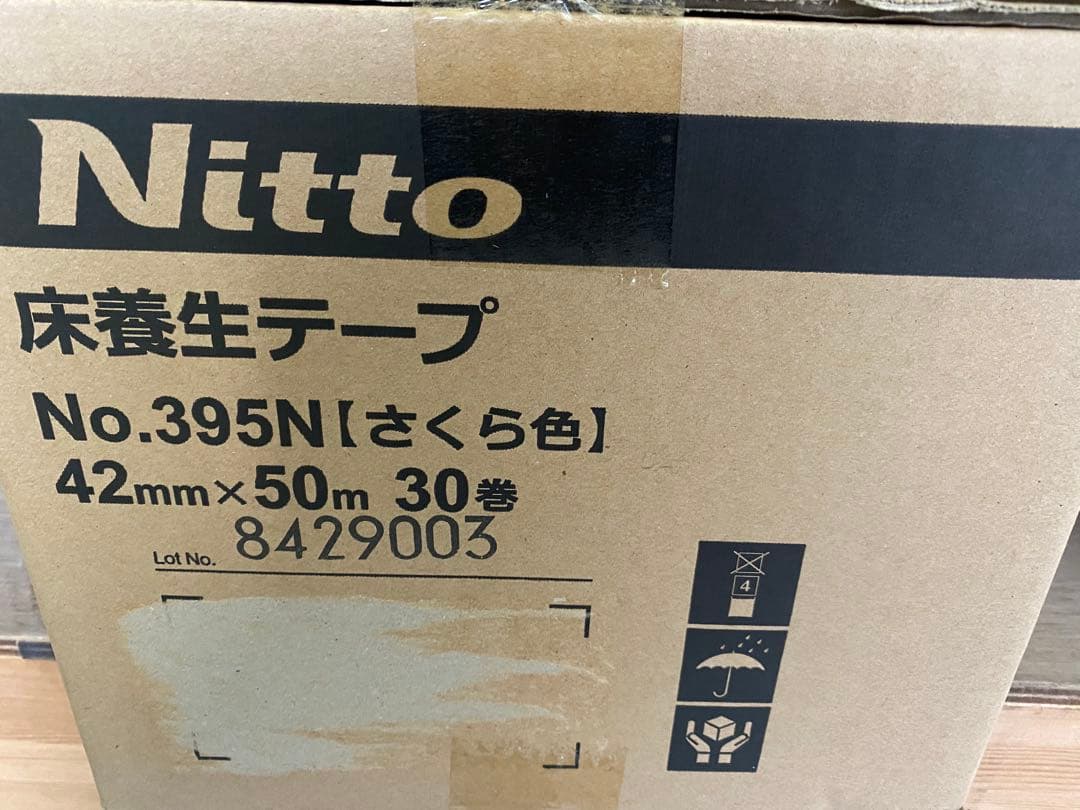 Nitto
床養生テープ
No.395N【さくら色】
42mm×50m 30巻
Lot No. 8429003
4